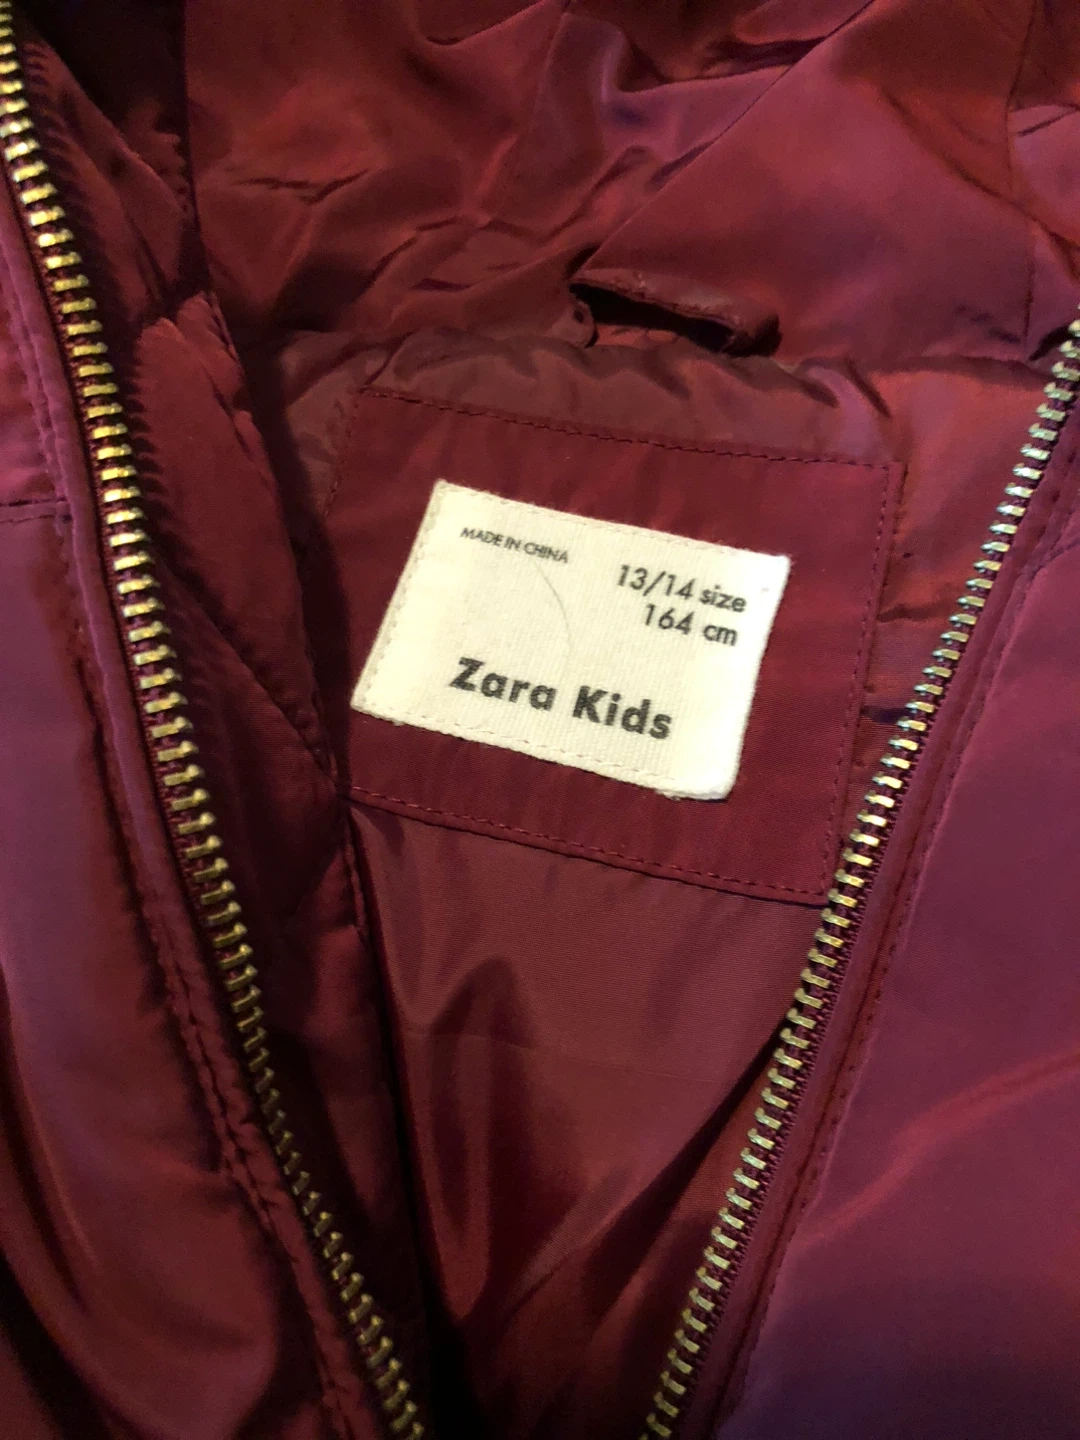 MADE IN CHINA
13/14 size
164 cm
Zara Kids